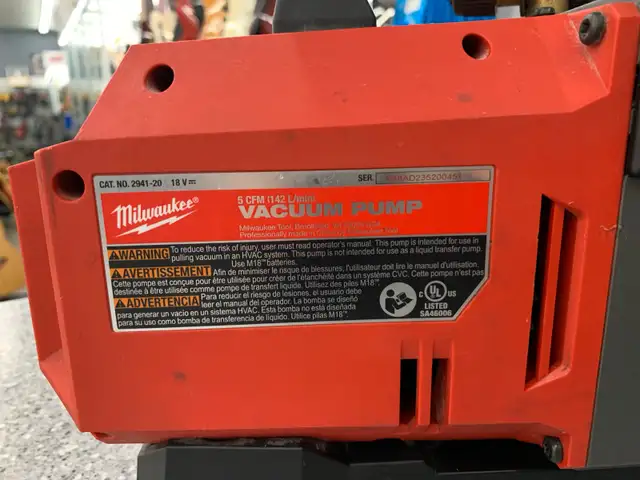 CAT. NO. 2941-20 18 V⎓ SER.
Milwaukee®
5 CFM (142 L/min)
VACUUM PUMP
Milwaukee Tool,
Professionally made in
⚠WARNING To reduce the risk of injury, user must read operator's manual. This pump is intended for use in
pulling vacuum in an HVAC system. This pump is not intended for use as a liquid transfer pump.
Use M18™ batteries.
⚠AVERTISSEMENT Afin de minimiser le risque de blessures, l'utilisateur doit lire le manuel d'utilisation.
Cette pompe est conçue pour être utilisée pour créer de l'étanchéité dans un système CVC. Cette pompe n'est pas
destinée à être utilisée comme pompe de transfert liquide. Utilisez des piles M18™.
⚠ADVERTENCIA Para reducir el riesgo de lesiones, el usuario debe
leer el manual del operador. La bomba se diseñó
para generar vacío en un sistema HVAC. Esta bomba no está diseñada
para su uso como bomba de transferencia de líquido. Utilice pilas M18™.
C UL US
LISTED
SA46006